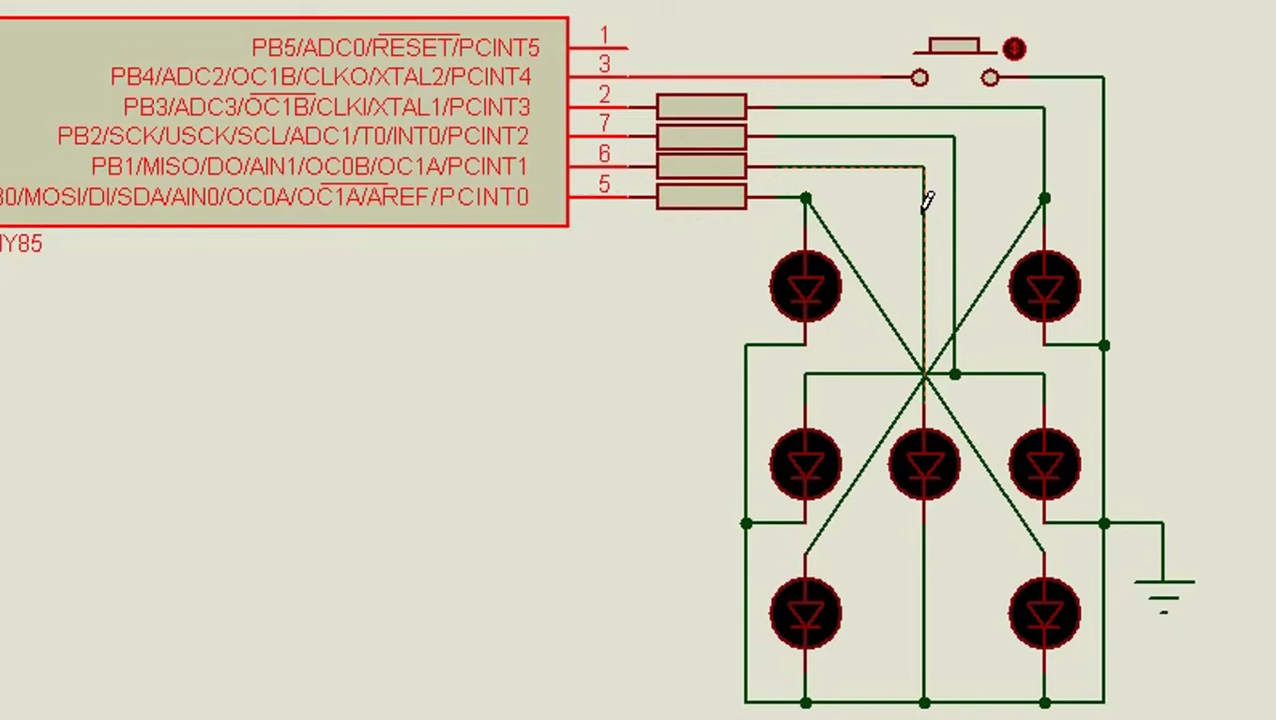 PB5/ADC0/RESET/PCINT5 1
PB4/ADC2/OC1B/CLKO/XTAL2/PCINT4 3
PB3/ADC3/OC1B/CLKI/XTAL1/PCINT3 2
PB2/SCK/USCK/SCL/ADC1/T0/INT0/PCINT2 7
PB1/MISO/DO/AIN1/OC0B/OC1A/PCINT1 6
B0/MOSI/DI/SDA/AIN0/OC0A/OC1A/AREF/PCINT0 5
NY85